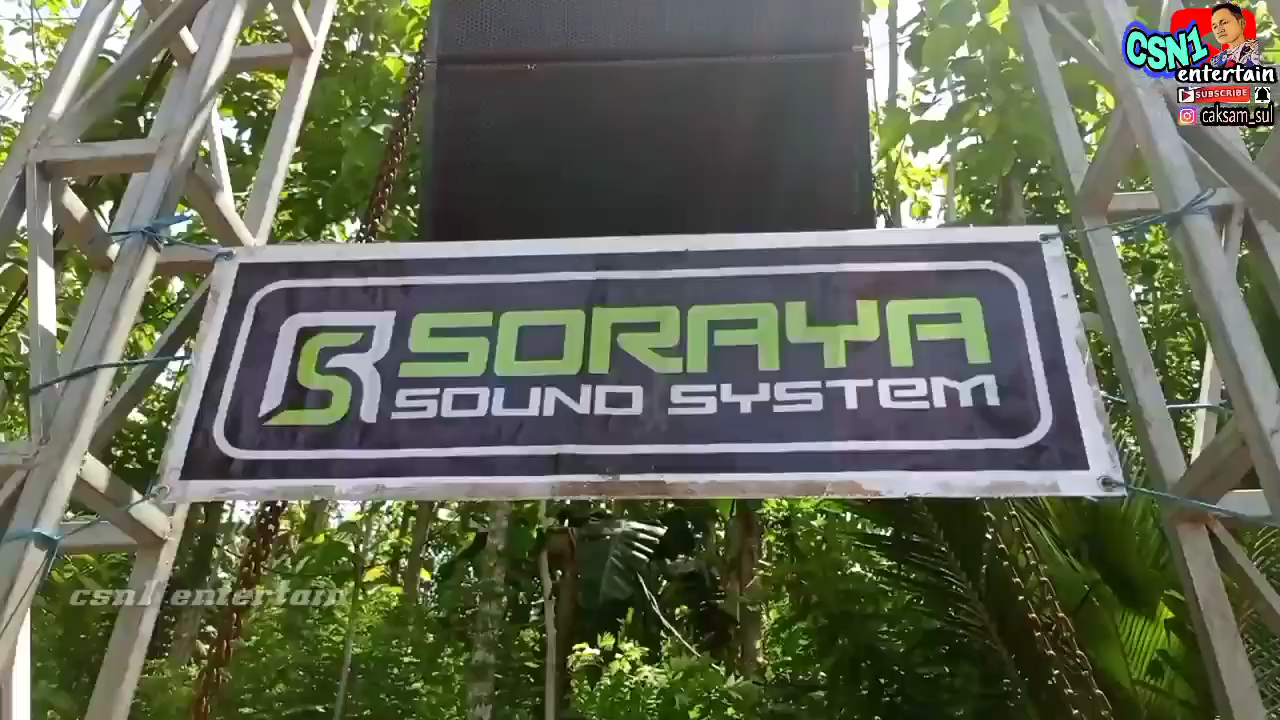 CSN1
entertain
SUBSCRIBE
caksam_sul
SORAYA
SOUND SYSTEM
csn1 entertain